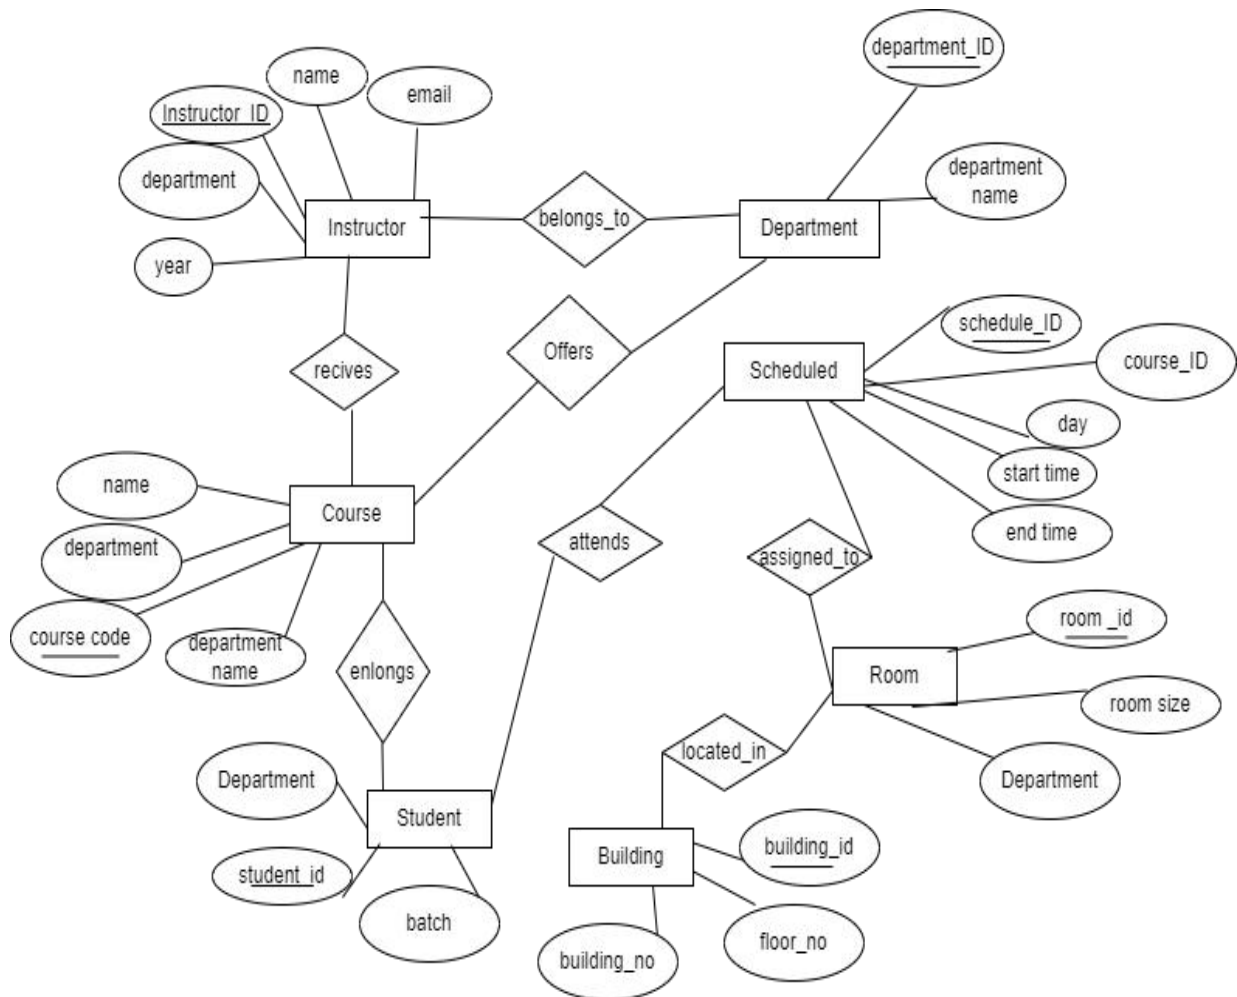 department_ID
name
email
Instructor_ID
department
department
name
Instructor
belongs_to
Department
year
schedule_ID
Offers
course_ID
recives
Scheduled
day
start time
name
Course
end time
department
attends
assigned_to
course code
department
name
enlongs
room _id
Room
room size
located_in
Department
Department
Student
Building
building_id
student_id
batch
floor_no
building_no